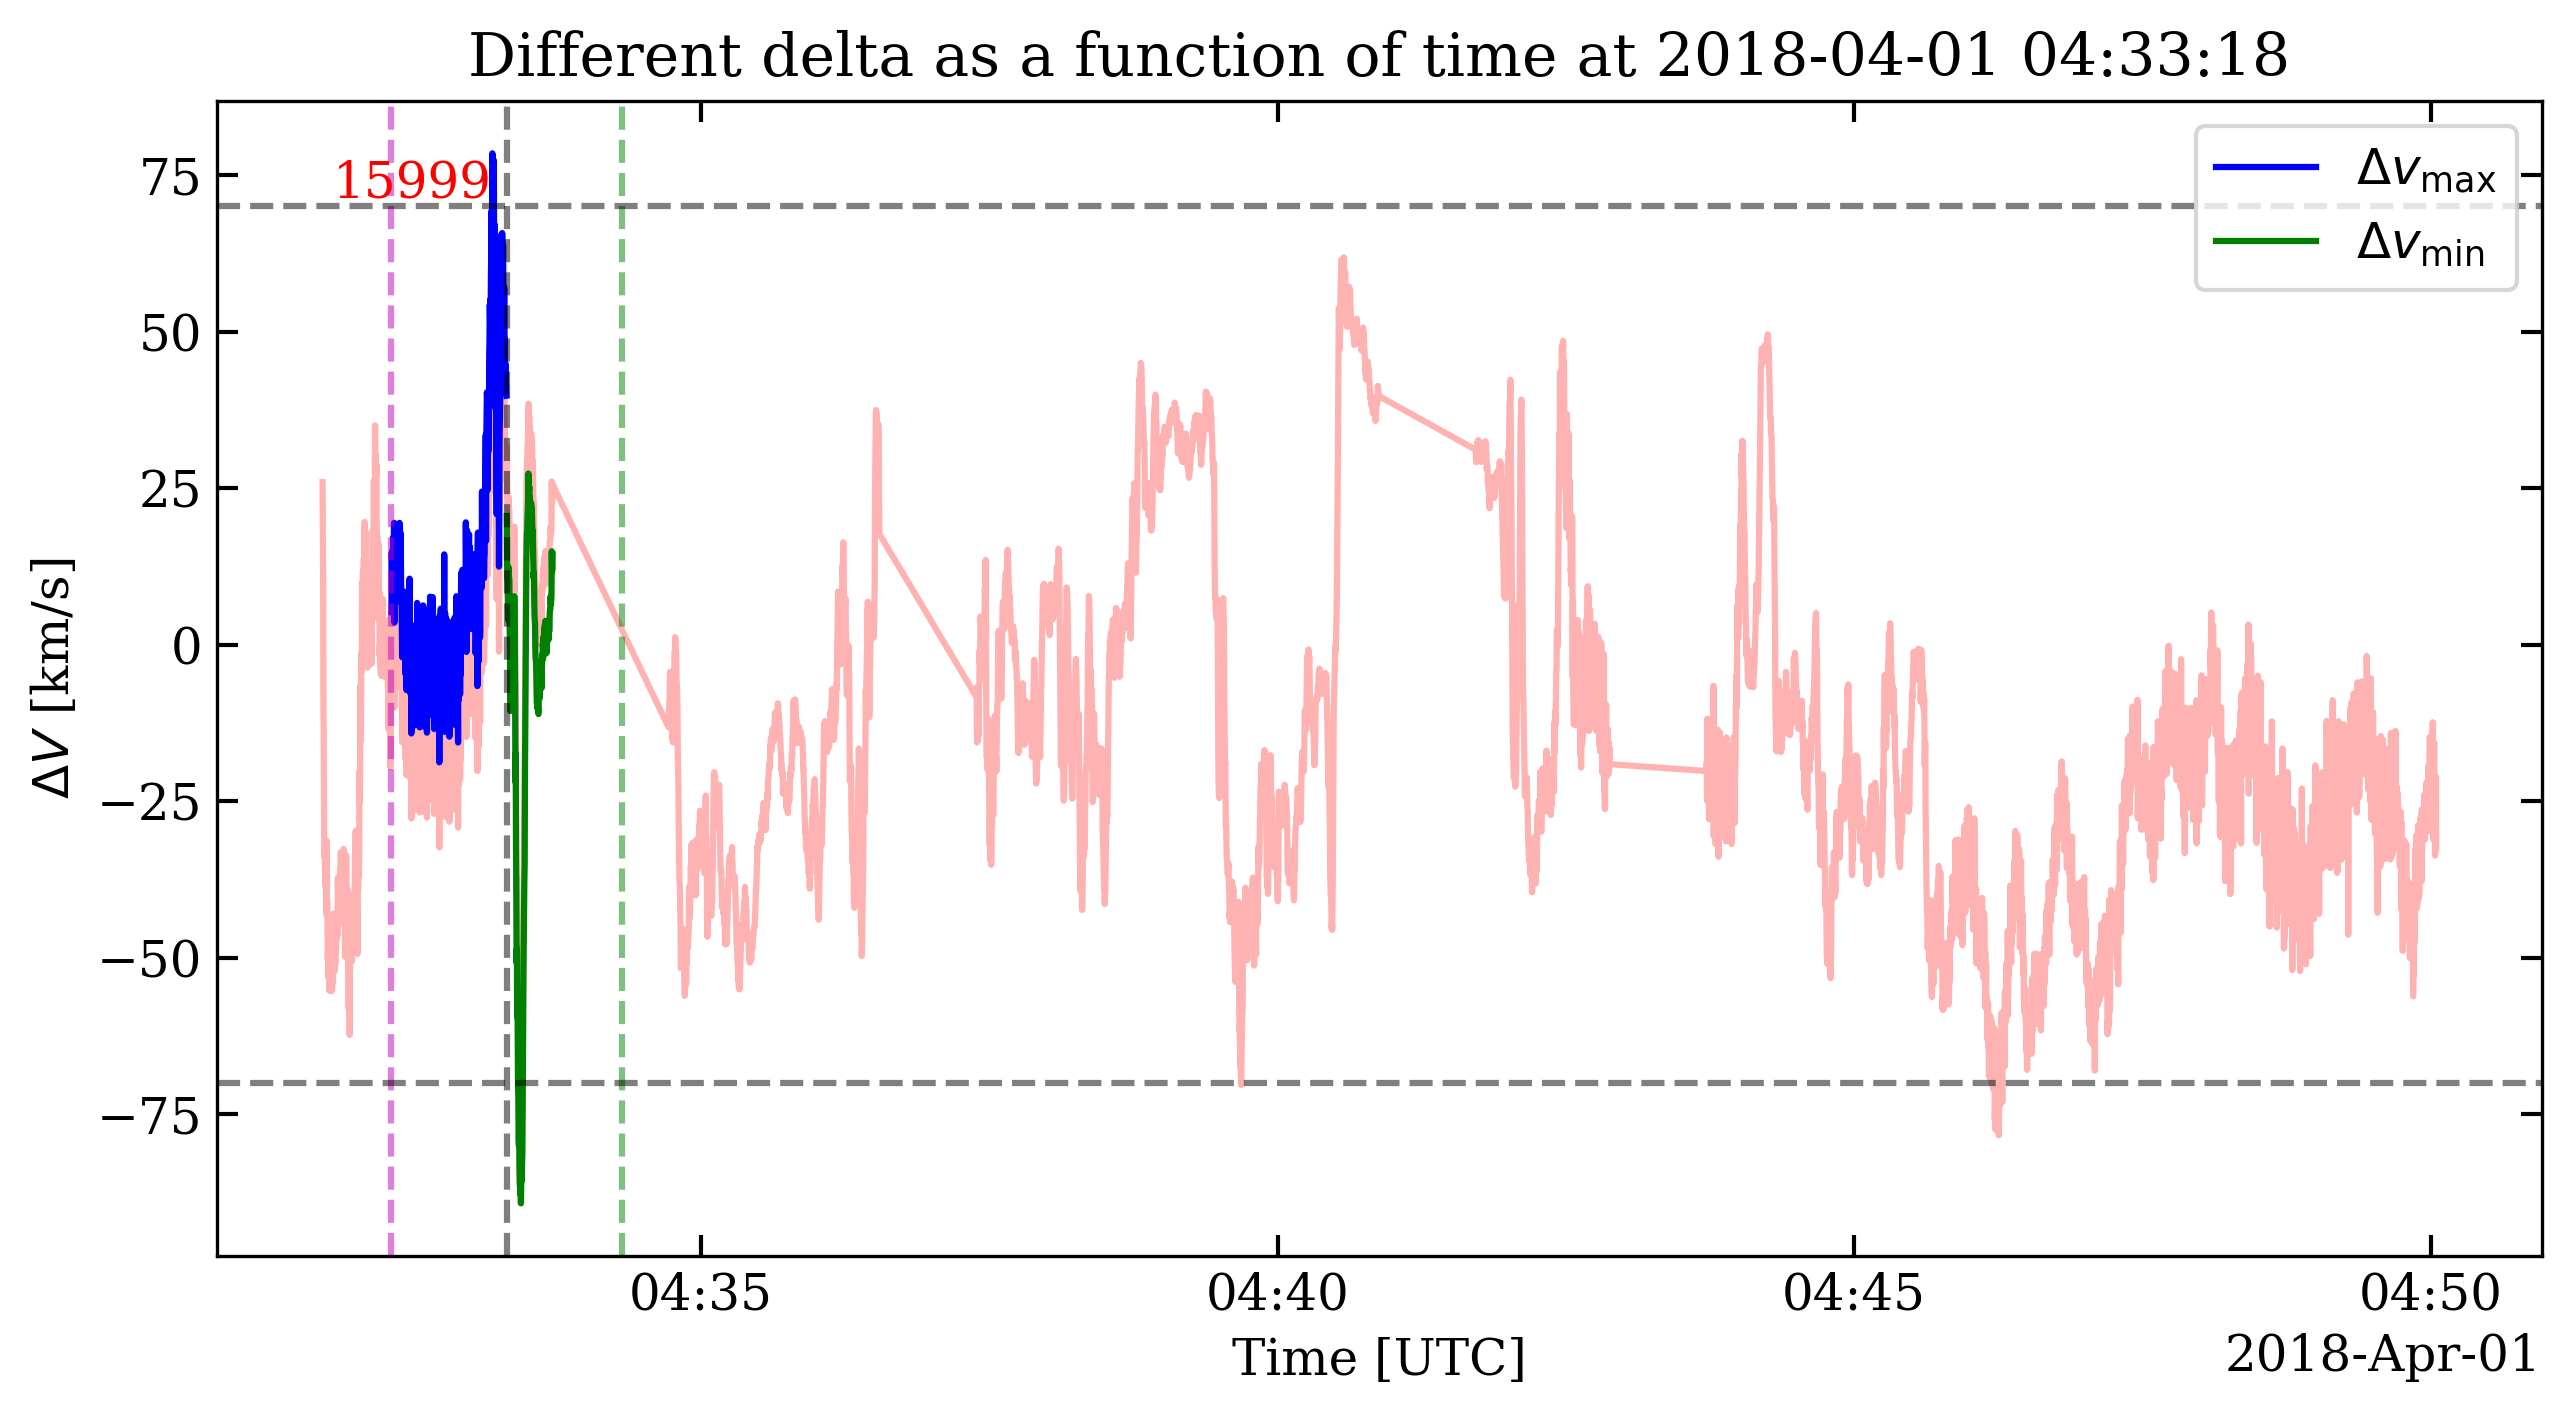 Different delta as a function of time at 2018-04-01 04:33:18
15999
Δv_max
Δv_min
75
50
25
0
−25
−50
−75
ΔV [km/s]
04:35
04:40
04:45
04:50
Time [UTC]
2018-Apr-01